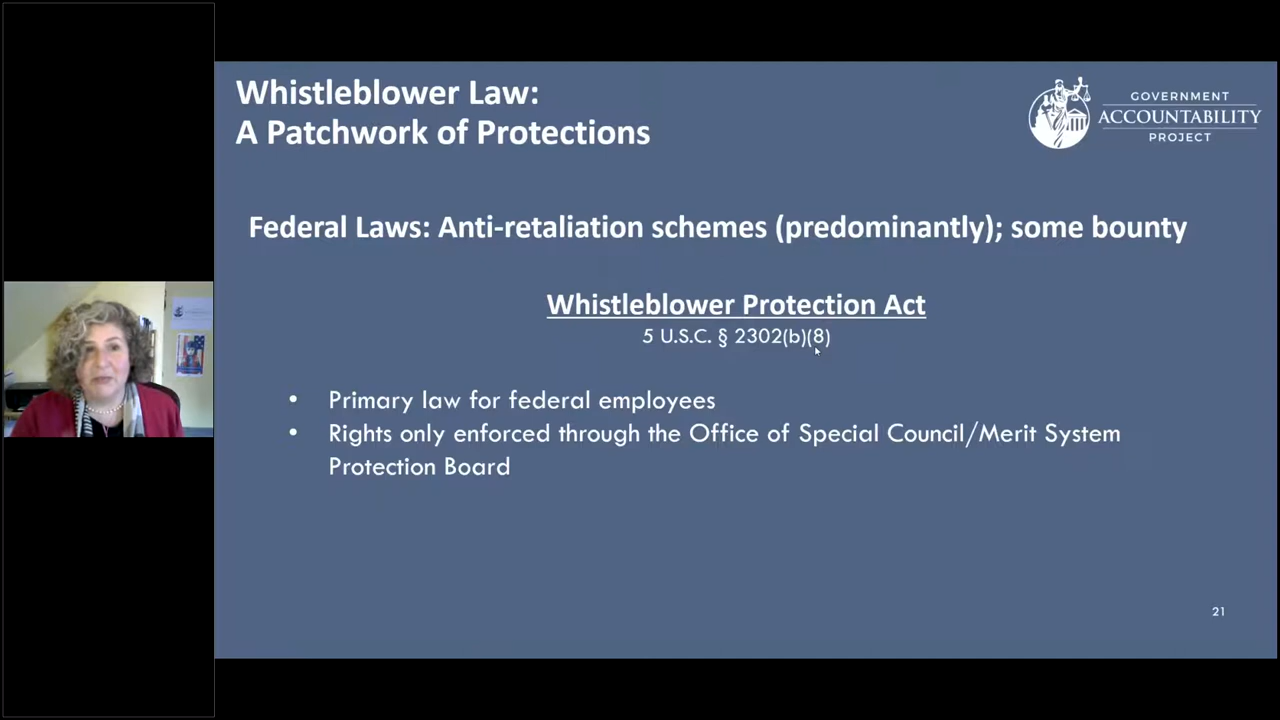 Whistleblower Law:
A Patchwork of Protections
GOVERNMENT
ACCOUNTABILITY
PROJECT
Federal Laws: Anti-retaliation schemes (predominantly); some bounty
Whistleblower Protection Act
5 U.S.C. § 2302(b)(8)
• Primary law for federal employees
• Rights only enforced through the Office of Special Council/Merit System
Protection Board
21